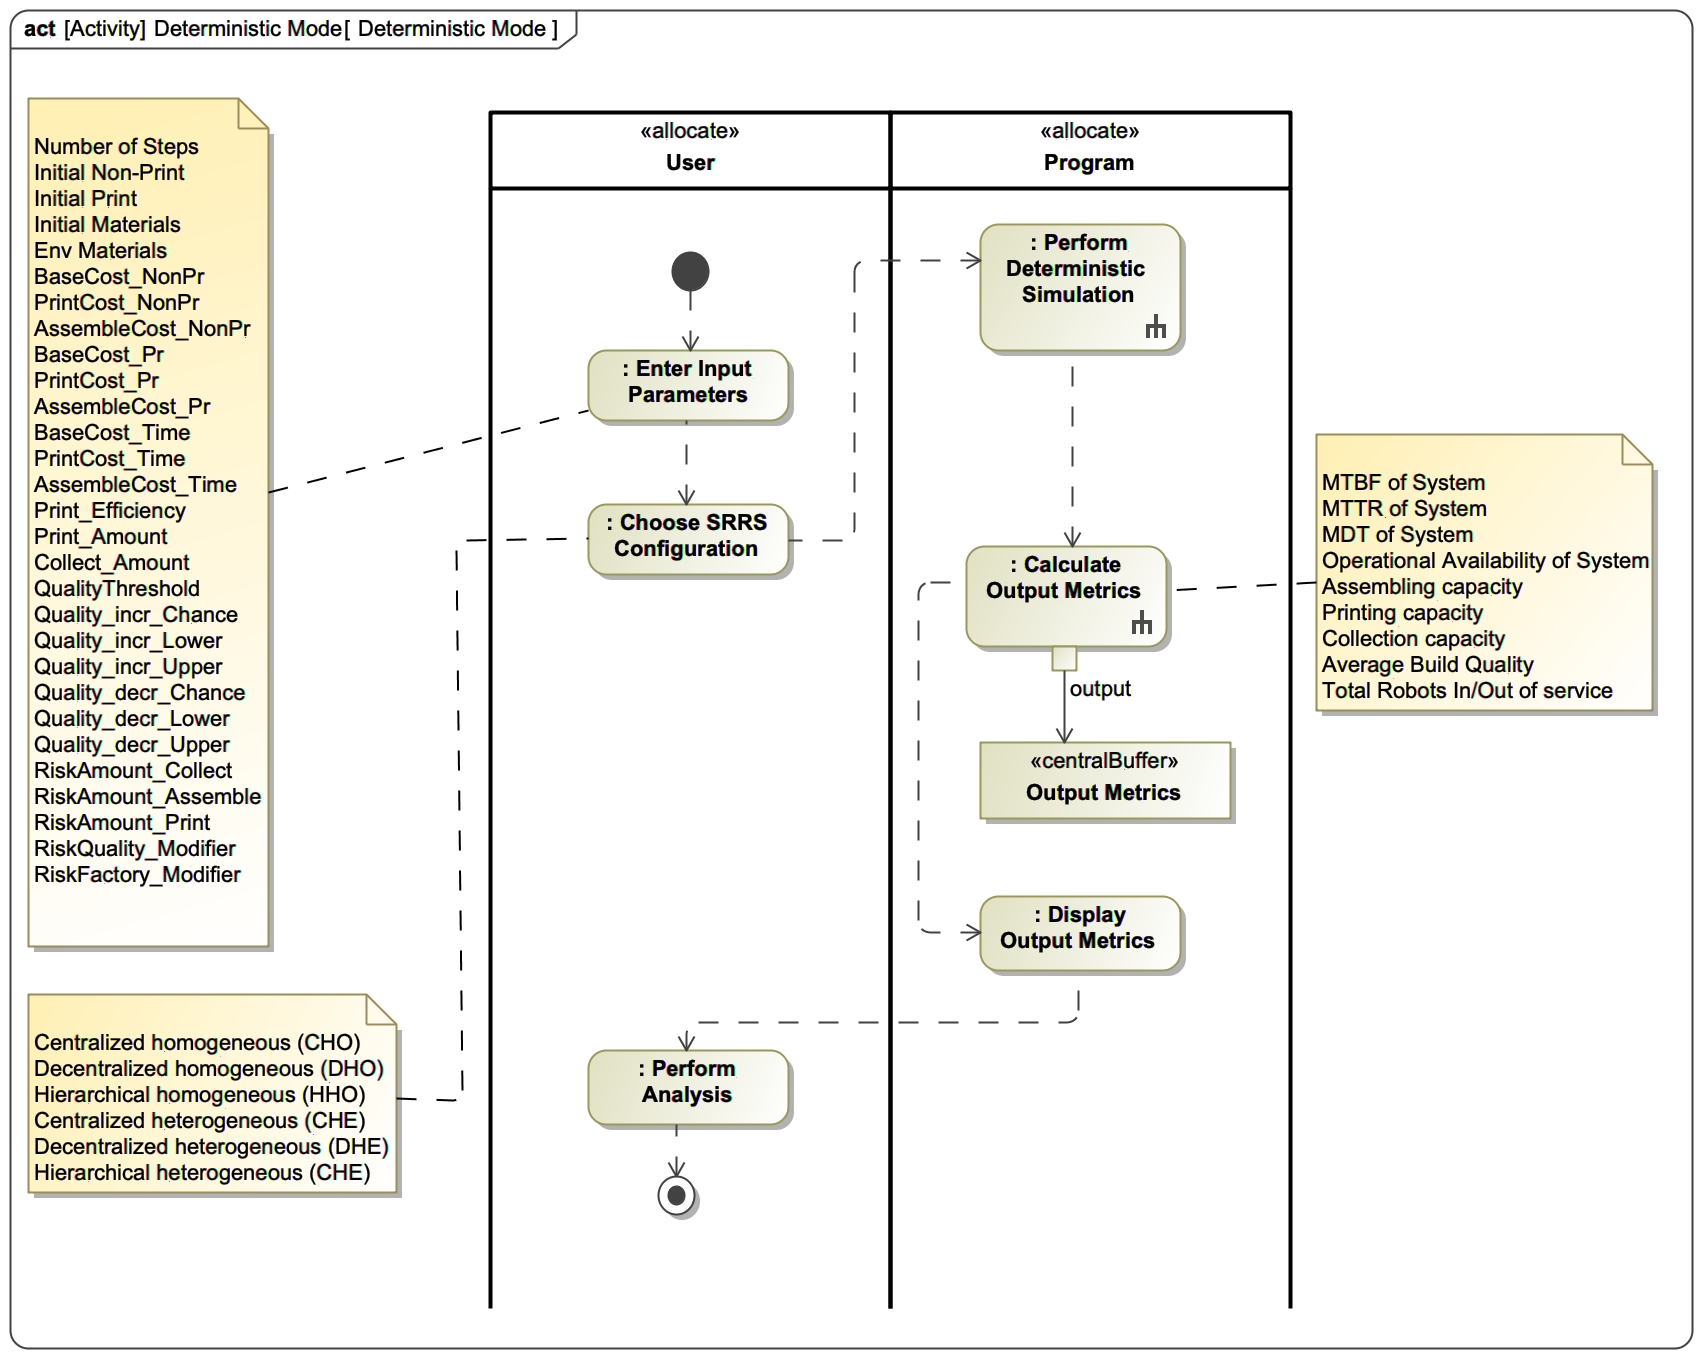 act [Activity] Deterministic Mode[ Deterministic Mode ]
Number of Steps
Initial Non-Print
Initial Print
Initial Materials
Env Materials
BaseCost_NonPr
PrintCost_NonPr
AssembleCost_NonPr
BaseCost_Pr
PrintCost_Pr
AssembleCost_Pr
BaseCost_Time
PrintCost_Time
AssembleCost_Time
Print_Efficiency
Print_Amount
Collect_Amount
QualityThreshold
Quality_incr_Chance
Quality_incr_Lower
Quality_incr_Upper
Quality_decr_Chance
Quality_decr_Lower
Quality_decr_Upper
RiskAmount_Collect
RiskAmount_Assemble
RiskAmount_Print
RiskQuality_Modifier
RiskFactory_Modifier
Centralized homogeneous (CHO)
Decentralized homogeneous (DHO)
Hierarchical homogeneous (HHO)
Centralized heterogeneous (CHE)
Decentralized heterogeneous (DHE)
Hierarchical heterogeneous (CHE)
«allocate»
User
: Enter Input
Parameters
: Choose SRRS
Configuration
: Perform
Analysis
«allocate»
Program
: Perform
Deterministic
Simulation
: Calculate
Output Metrics
output
«centralBuffer»
Output Metrics
: Display
Output Metrics
MTBF of System
MTTR of System
MDT of System
Operational Availability of System
Assembling capacity
Printing capacity
Collection capacity
Average Build Quality
Total Robots In/Out of service